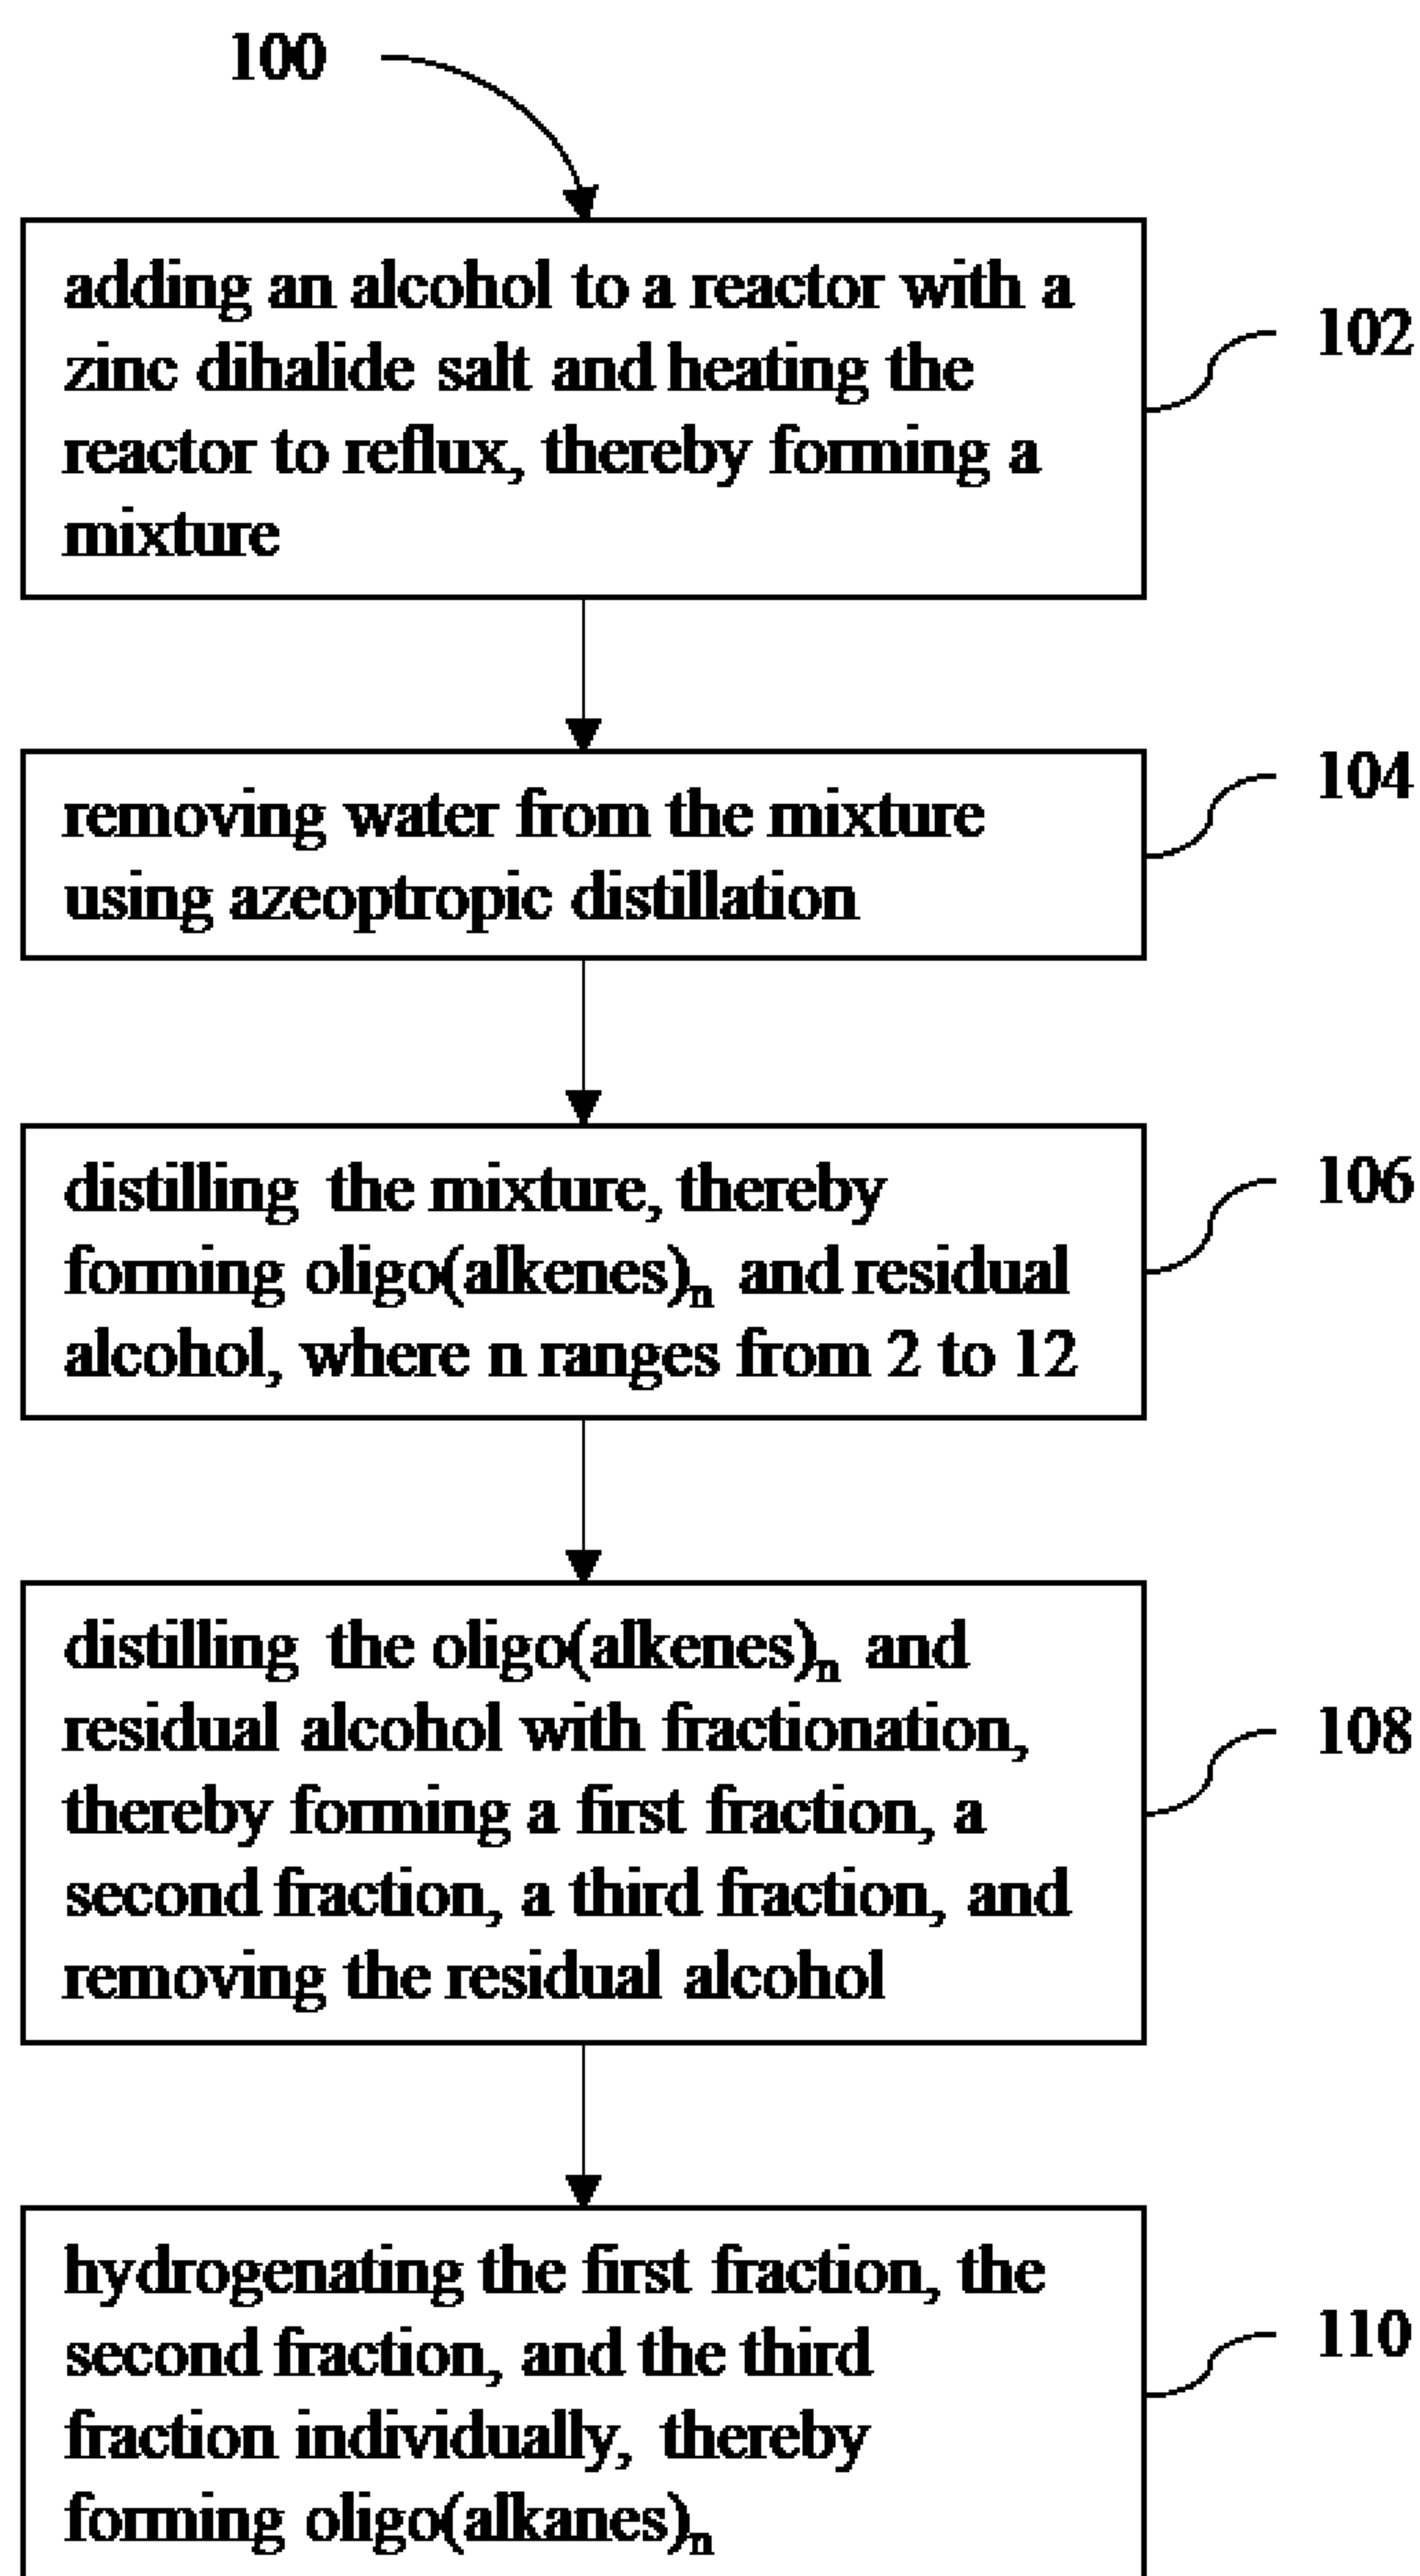 100
adding an alcohol to a reactor with a
zinc dihalide salt and heating the
reactor to reflux, thereby forming a
mixture
102
removing water from the mixture
using azeoptropic distillation
104
distilling the mixture, thereby
forming oligo(alkenes)n and residual
alcohol, where n ranges from 2 to 12
106
distilling the oligo(alkenes)n and
residual alcohol with fractionation,
thereby forming a first fraction, a
second fraction, a third fraction, and
removing the residual alcohol
108
hydrogenating the first fraction, the
second fraction, and the third
fraction individually, thereby
forming oligo(alkanes)n
110